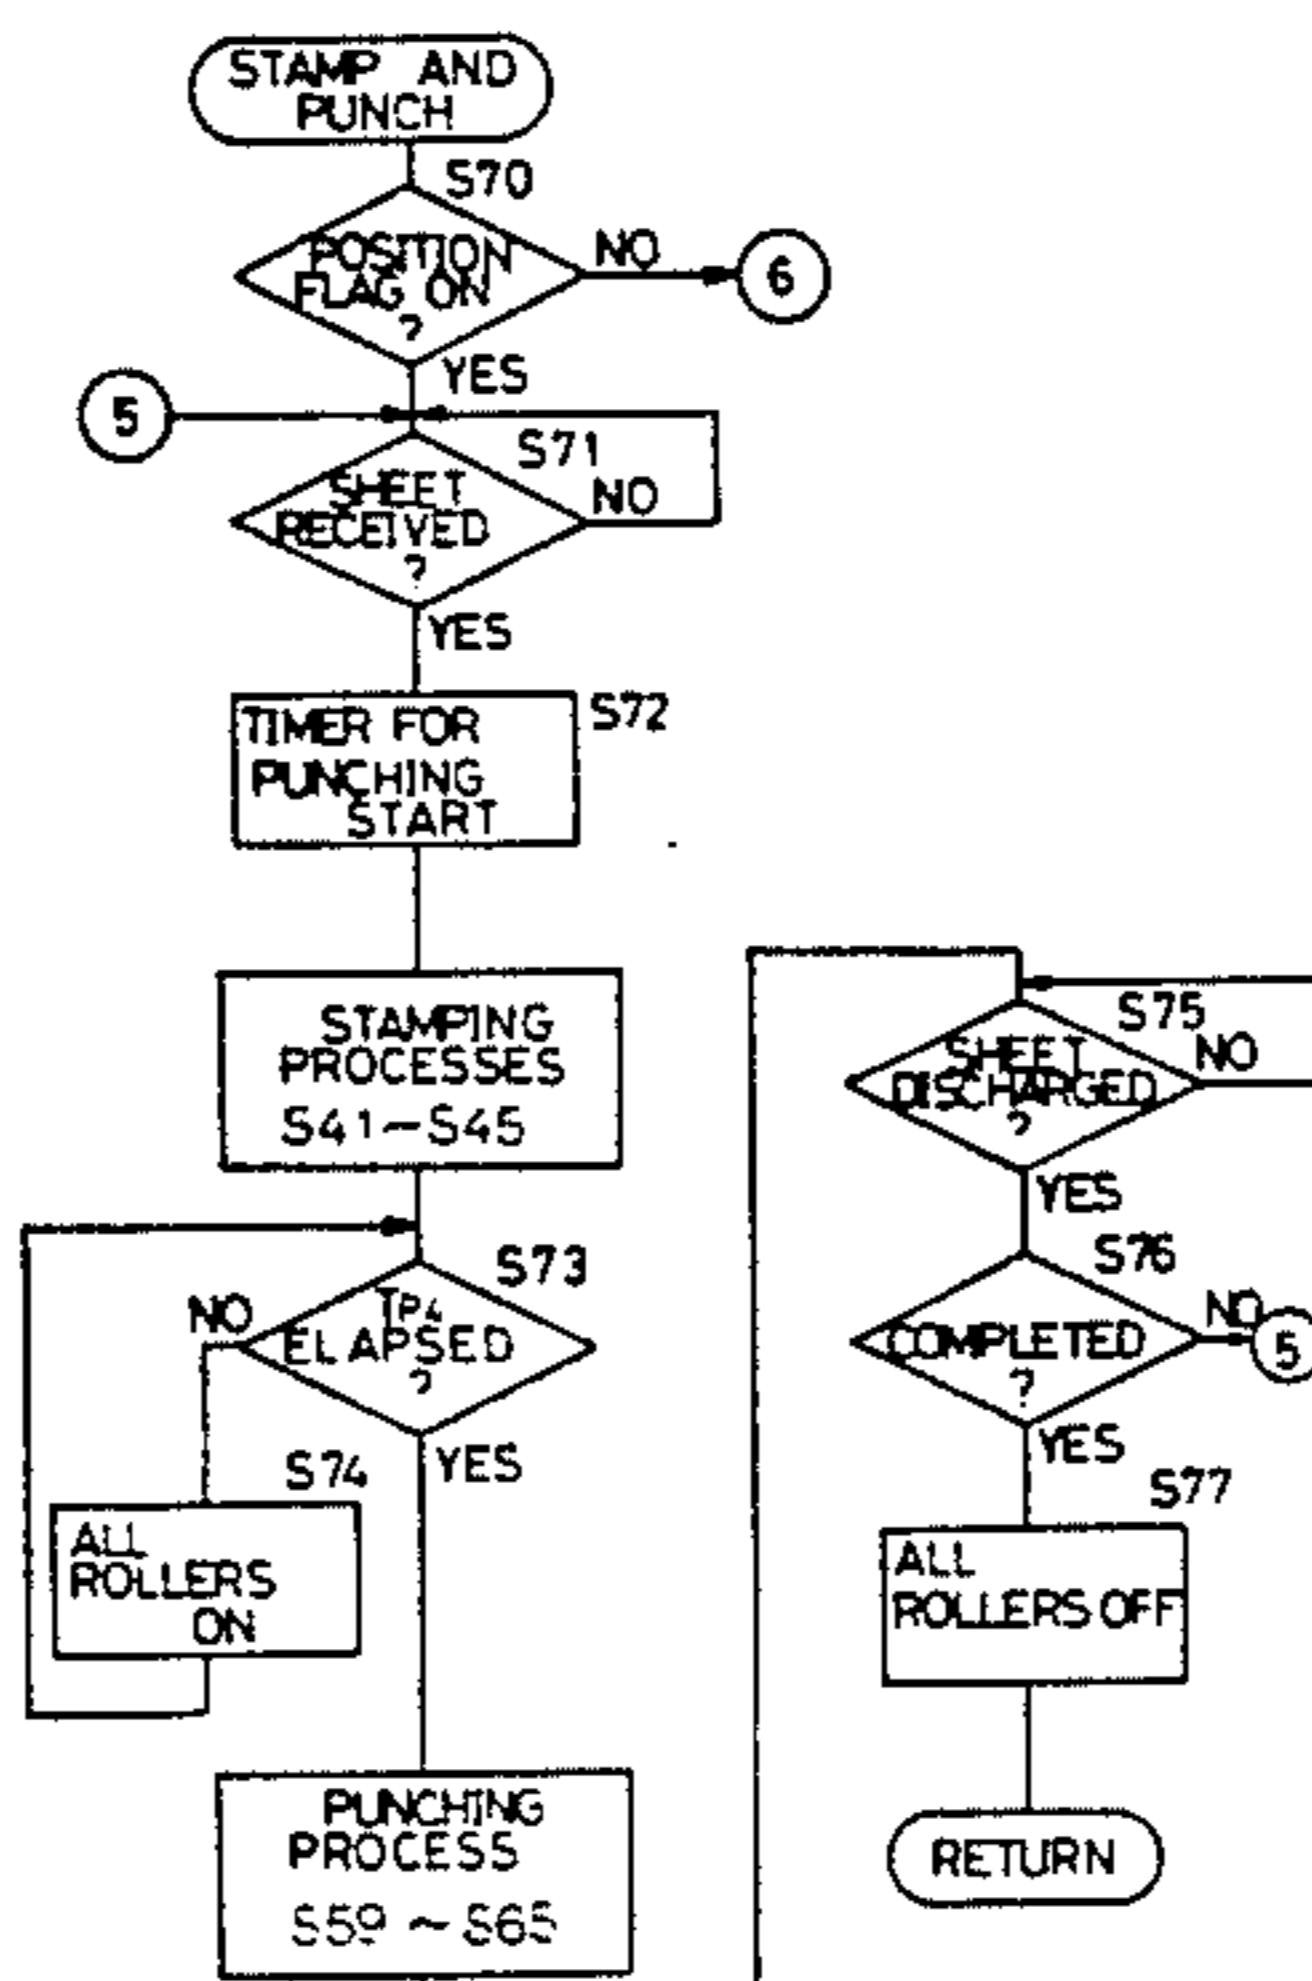 STAMP AND
PUNCH
S70
POSITION
FLAG ON
?
NO
6
YES
5
S71
SHEET
RECEIVED
?
NO
YES
S72
TIMER FOR
PUNCHING
START
STAMPING
PROCESSES
S41~S45
S73
TP4
ELAPSED
?
NO
YES
S74
ALL
ROLLERS
ON
PUNCHING
PROCESS
S59~S65
S75
SHEET
DISCHARGED
?
NO
YES
S76
COMPLETED
?
NO
5
YES
S77
ALL
ROLLERS OFF
RETURN